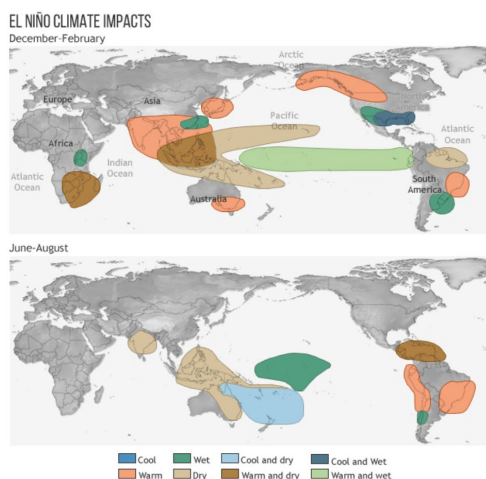 EL NIÑO CLIMATE IMPACTS
December-February
Arctic
Ocean
Europe
Asia
Pacific
Ocean
Atlantic
Ocean
Africa
Indian
Ocean
Atlantic
Ocean
South
America
Australia
June-August
Cool
Wet
Cool and dry
Cool and Wet
Warm
Dry
Warm and dry
Warm and wet